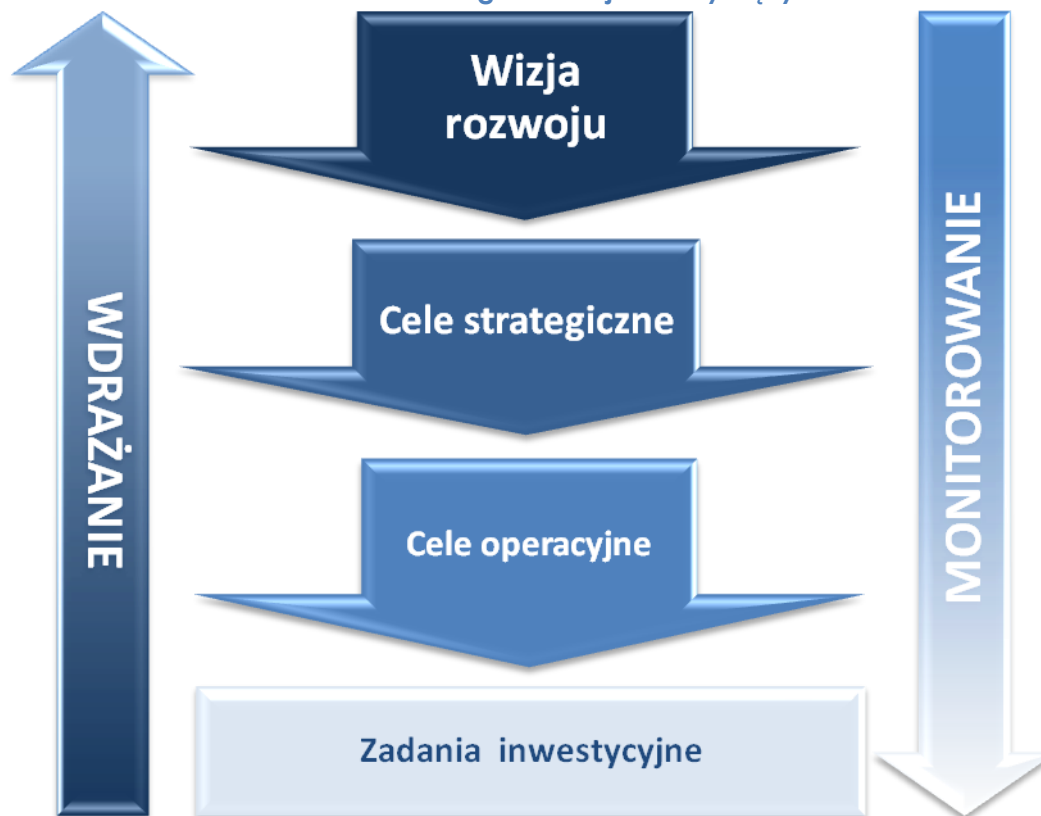 Wizja
rozwoju
Cele strategiczne
Cele operacyjne
Zadania inwestycyjne
WDRAŻANIE
MONITOROWANIE